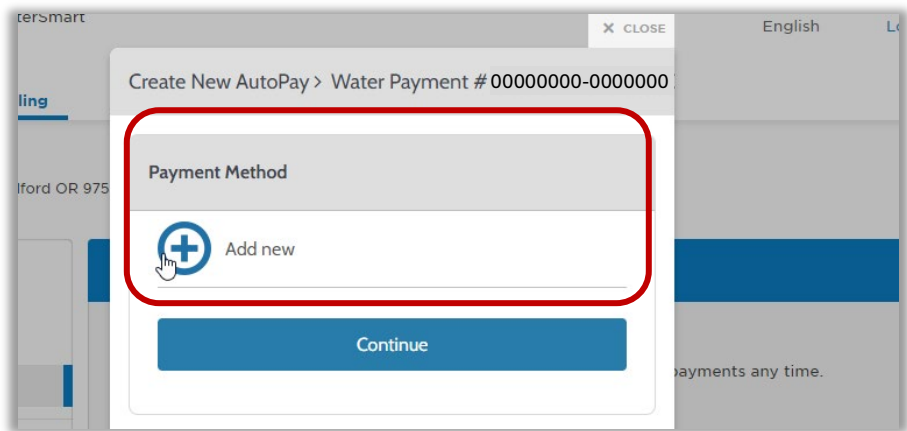 terSmart
X CLOSE
English
Create New AutoPay > Water Payment # 00000000-0000000
ling
Payment Method
lford OR 975
Add new
Continue
payments any time.